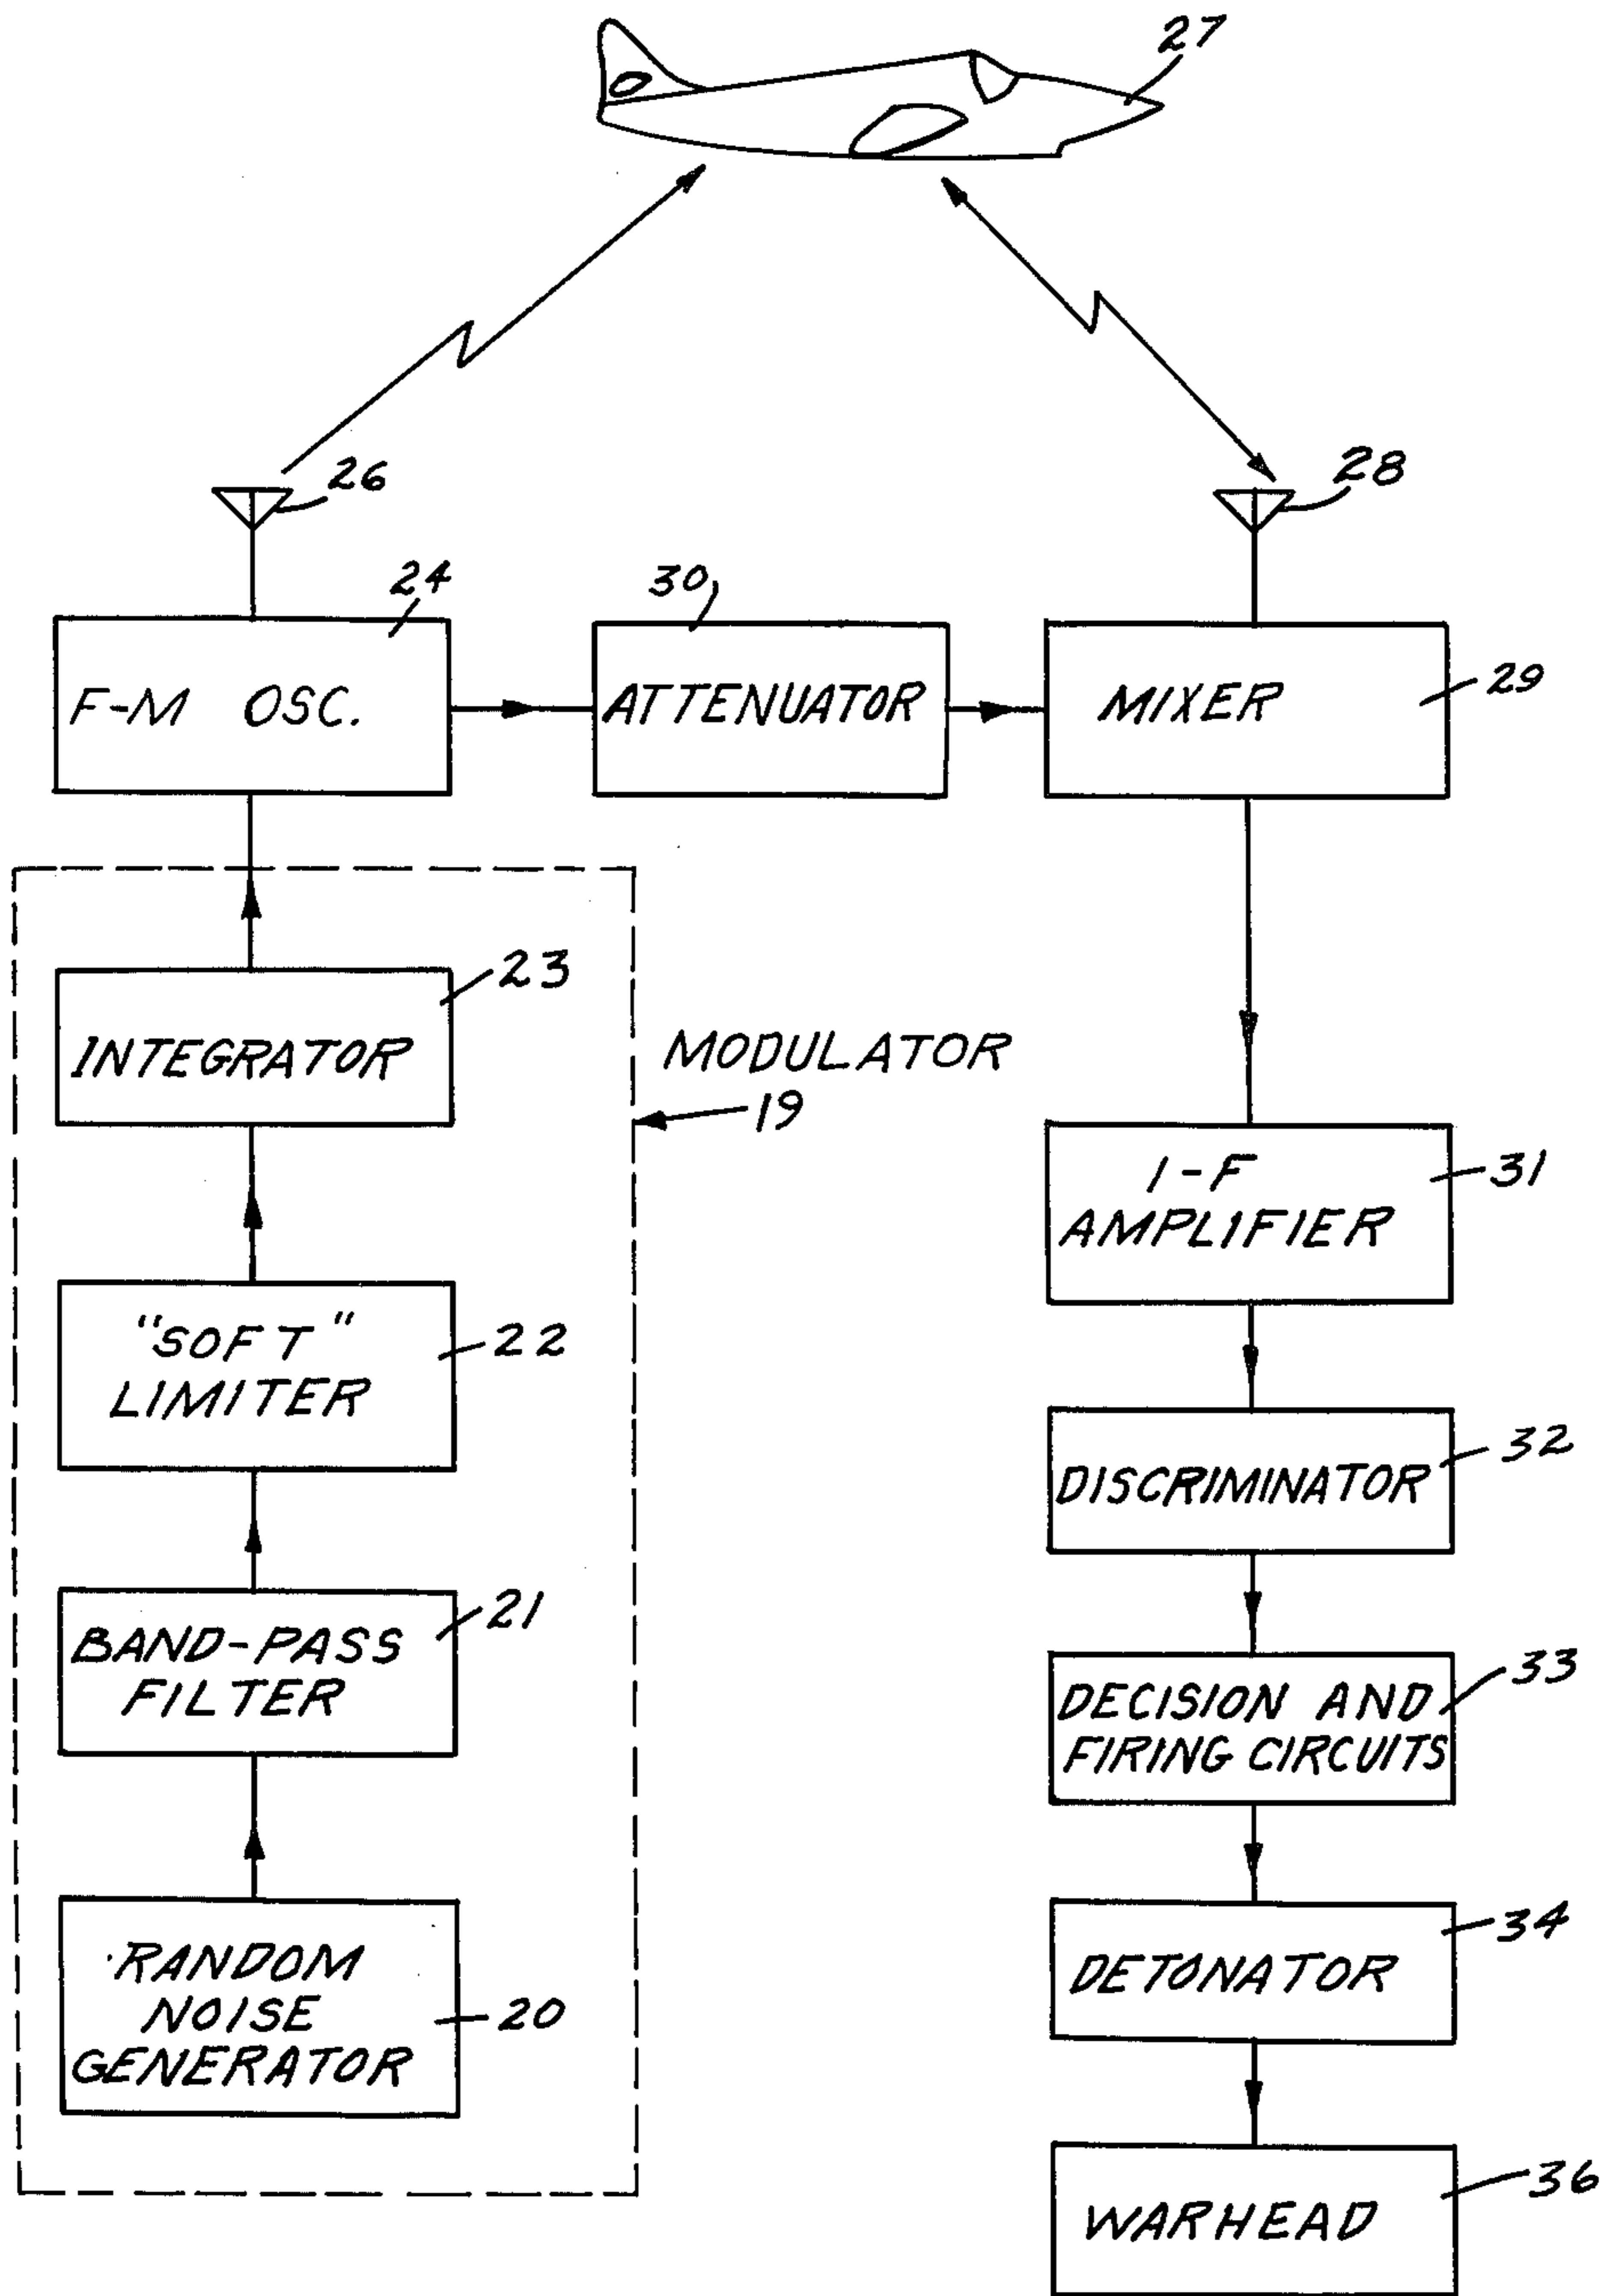 27
26
28
24
30
29
F-M OSC.
ATTENUATOR
MIXER
23
INTEGRATOR
MODULATOR
19
31
I-F
AMPLIFIER
"SOFT"
LIMITER
22
32
DISCRIMINATOR
21
BAND-PASS
FILTER
33
DECISION AND
FIRING CIRCUITS
34
DETONATOR
RANDOM
NOISE
GENERATOR
20
36
WARHEAD